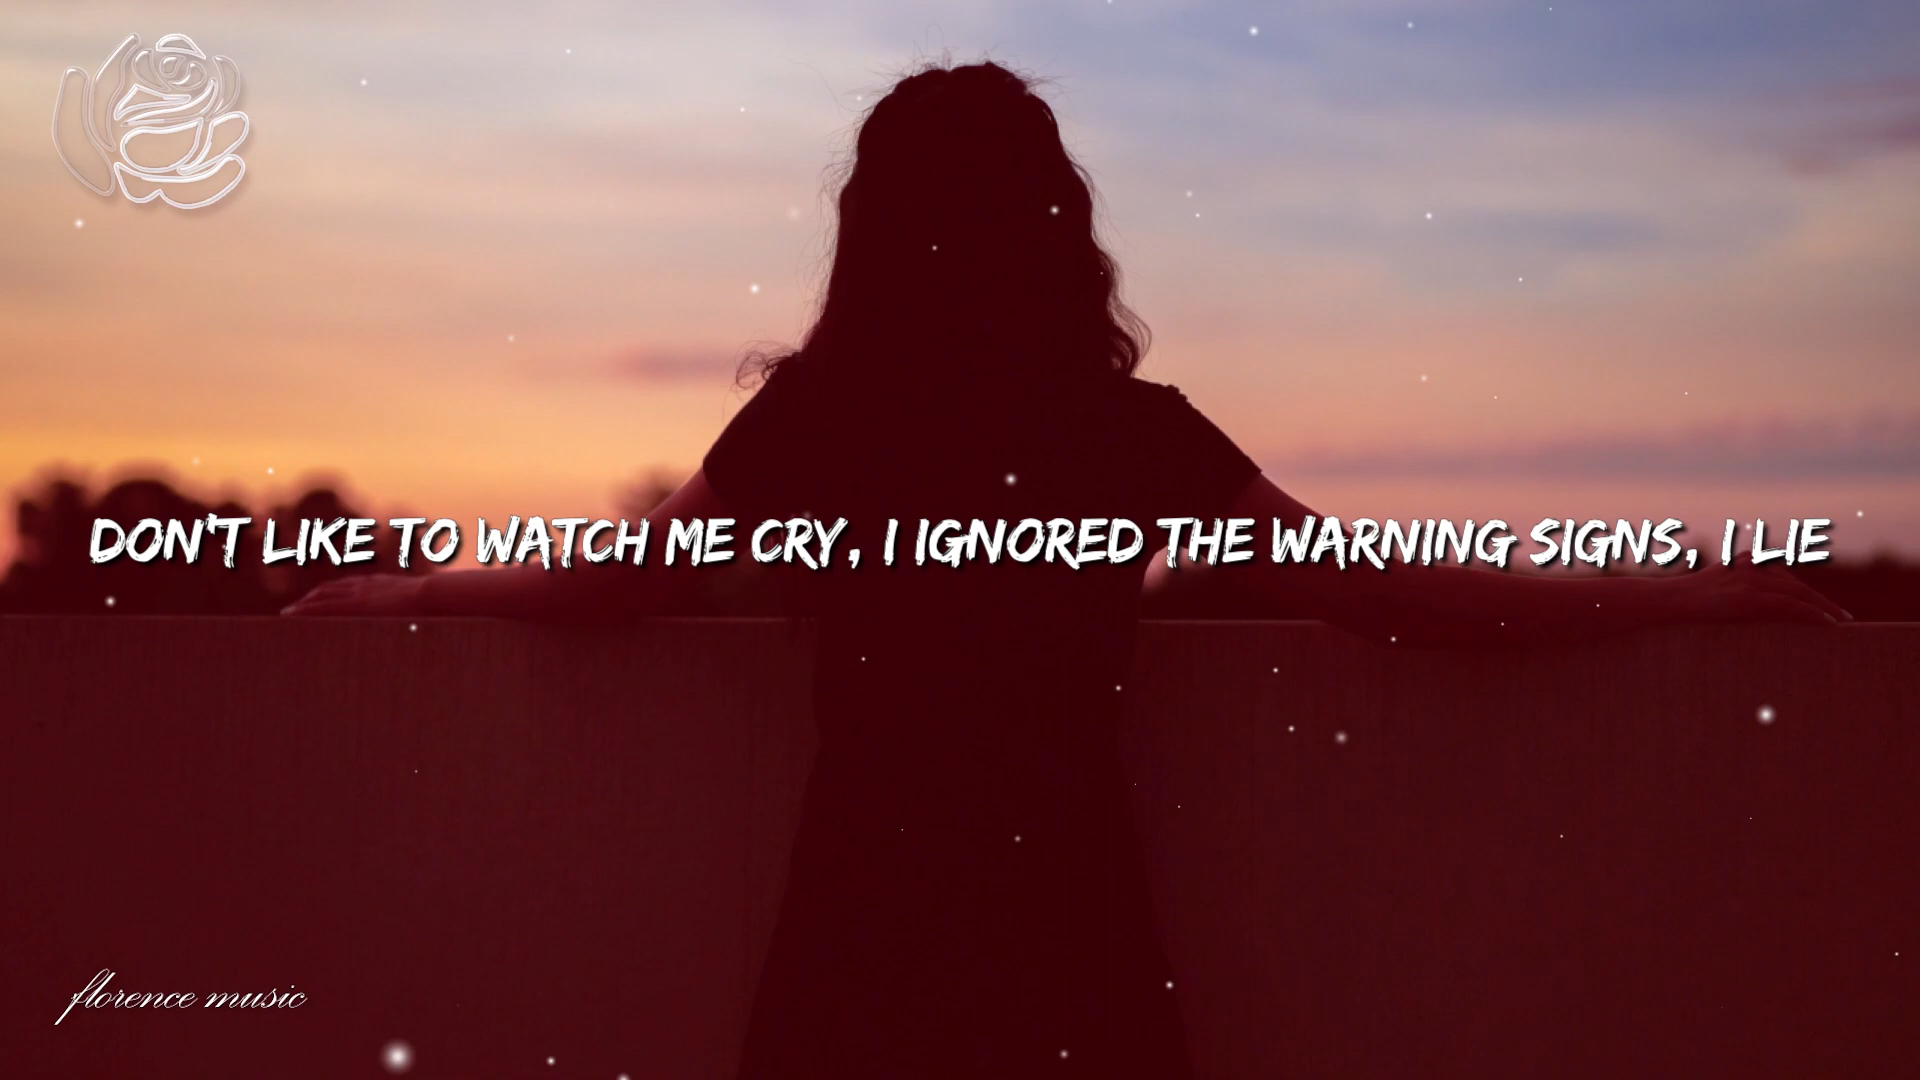 DON'T LIKE TO WATCH ME CRY, I IGNORED THE WARNING SIGNS, I LIE
florence music